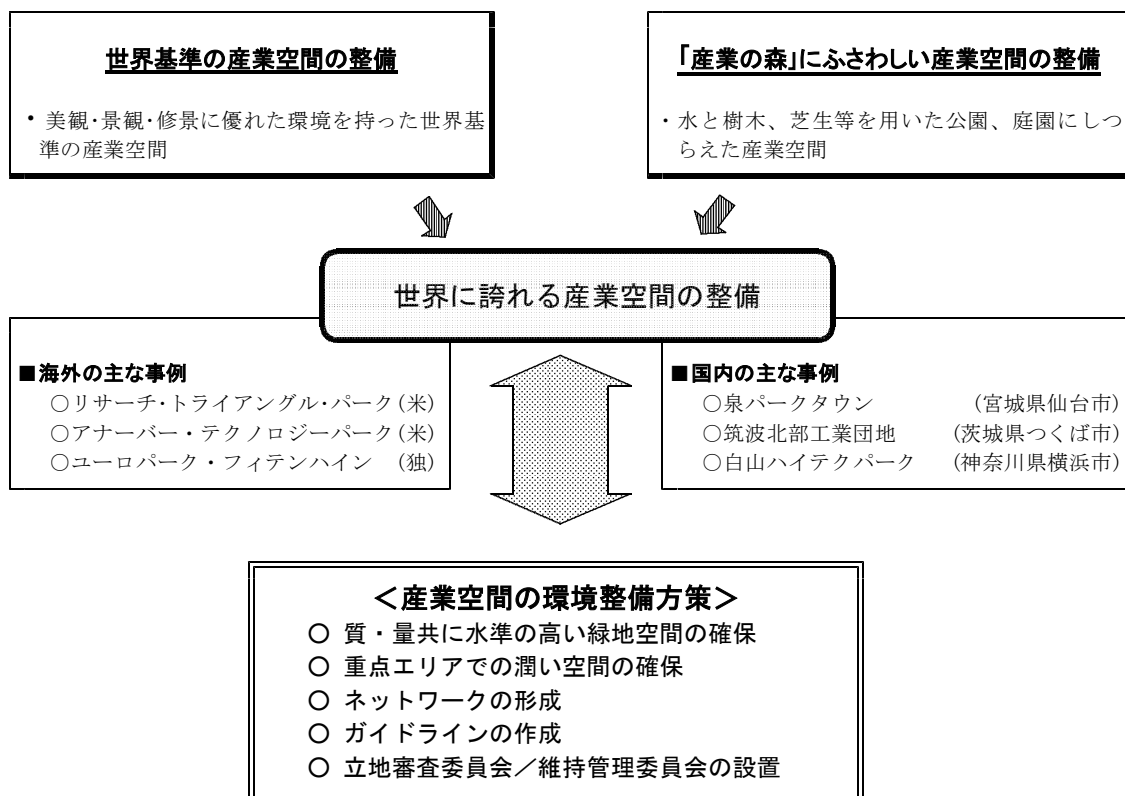 世界基準の産業空間の整備
・美観・景観・修景に優れた環境を持った世界基
準の産業空間
「産業の森」にふさわしい産業空間の整備
・水と樹木、芝生等を用いた公園、庭園にしつ
らえた産業空間
世界に誇れる産業空間の整備
■海外の主な事例
○リサーチ・トライアングル・パーク(米)
○アナーバー・テクノロジーパーク(米)
○ユーロパーク・フィテンハイン (独)
■国内の主な事例
○泉パークタウン (宮城県仙台市)
○筑波北部工業団地 (茨城県つくば市)
○白山ハイテクパーク (神奈川県横浜市)
＜産業空間の環境整備方策＞
○ 質・量共に水準の高い緑地空間の確保
○ 重点エリアでの潤い空間の確保
○ ネットワークの形成
○ ガイドラインの作成
○ 立地審査委員会／維持管理委員会の設置